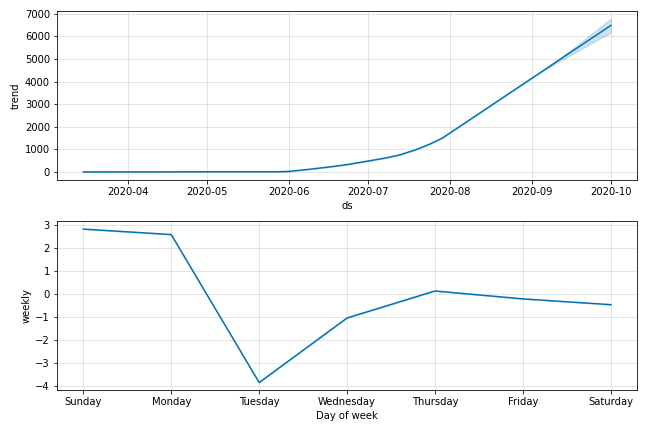 7000
6000
5000
4000
3000
2000
1000
0
trend
2020-04 2020-05 2020-06 2020-07 2020-08 2020-09 2020-10
ds
3
2
1
0
−1
−2
−3
−4
weekly
Sunday Monday Tuesday Wednesday Thursday Friday Saturday
Day of week